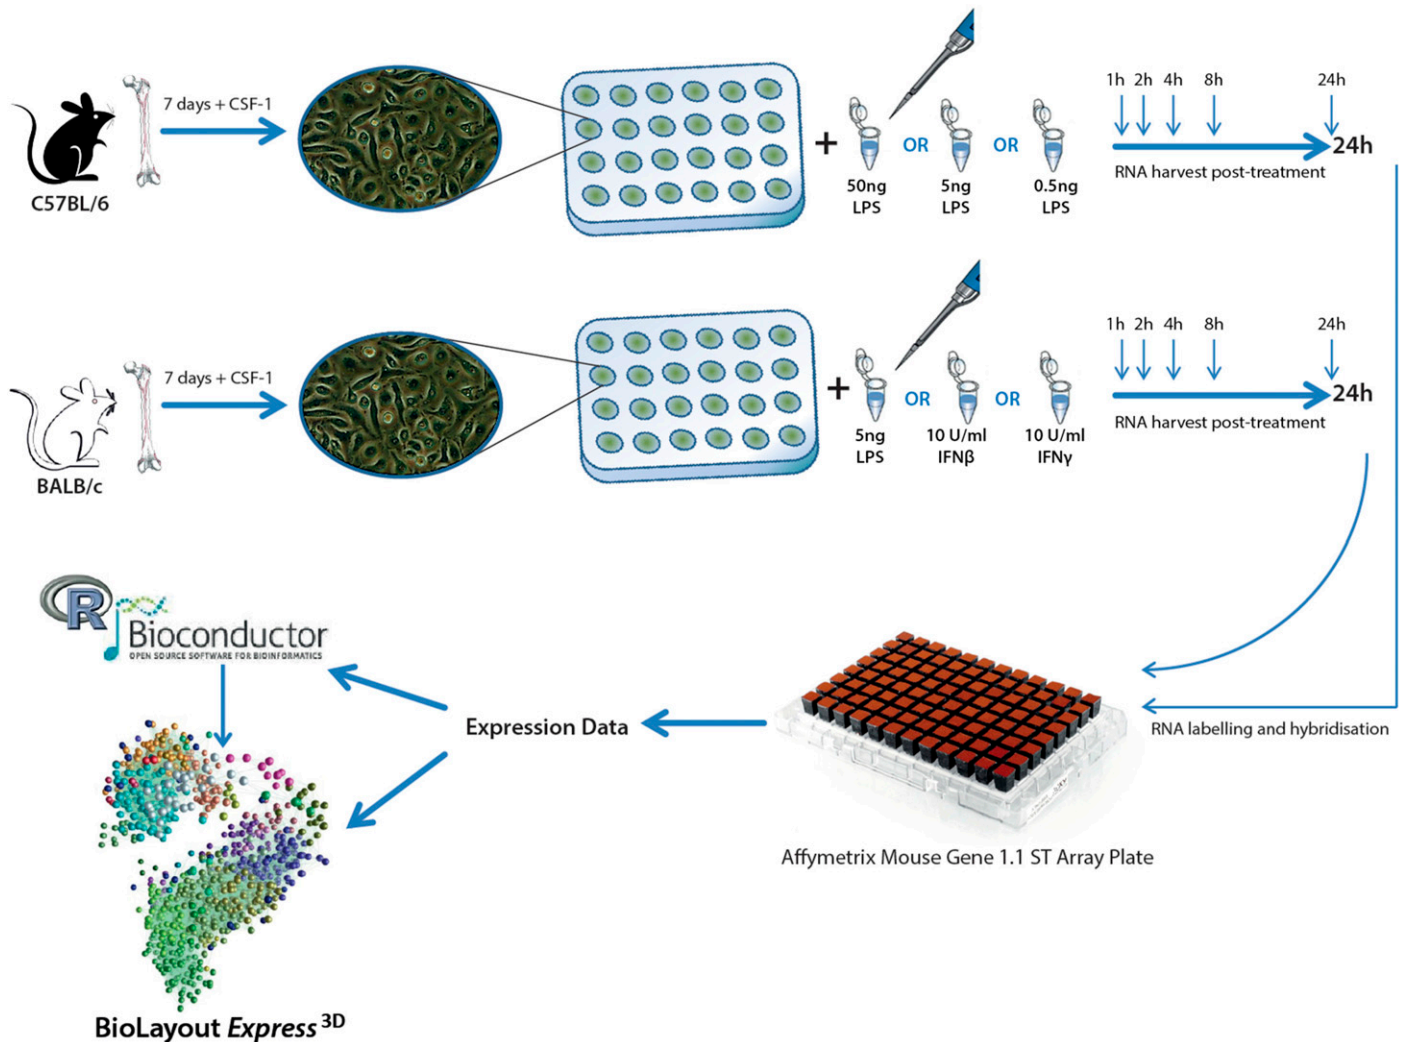 C57BL/6
7 days + CSF-1
+
50ng
LPS
OR
5ng
LPS
OR
0.5ng
LPS
1h 2h 4h 8h 24h
24h
RNA harvest post-treatment
BALB/c
7 days + CSF-1
+
5ng
LPS
OR
10 U/ml
IFNβ
OR
10 U/ml
IFNγ
1h 2h 4h 8h 24h
24h
RNA harvest post-treatment
RNA labelling and hybridisation
Affymetrix Mouse Gene 1.1 ST Array Plate
Expression Data
R
Bioconductor
OPEN SOURCE SOFTWARE FOR BIOINFORMATICS
BioLayout Express 3D